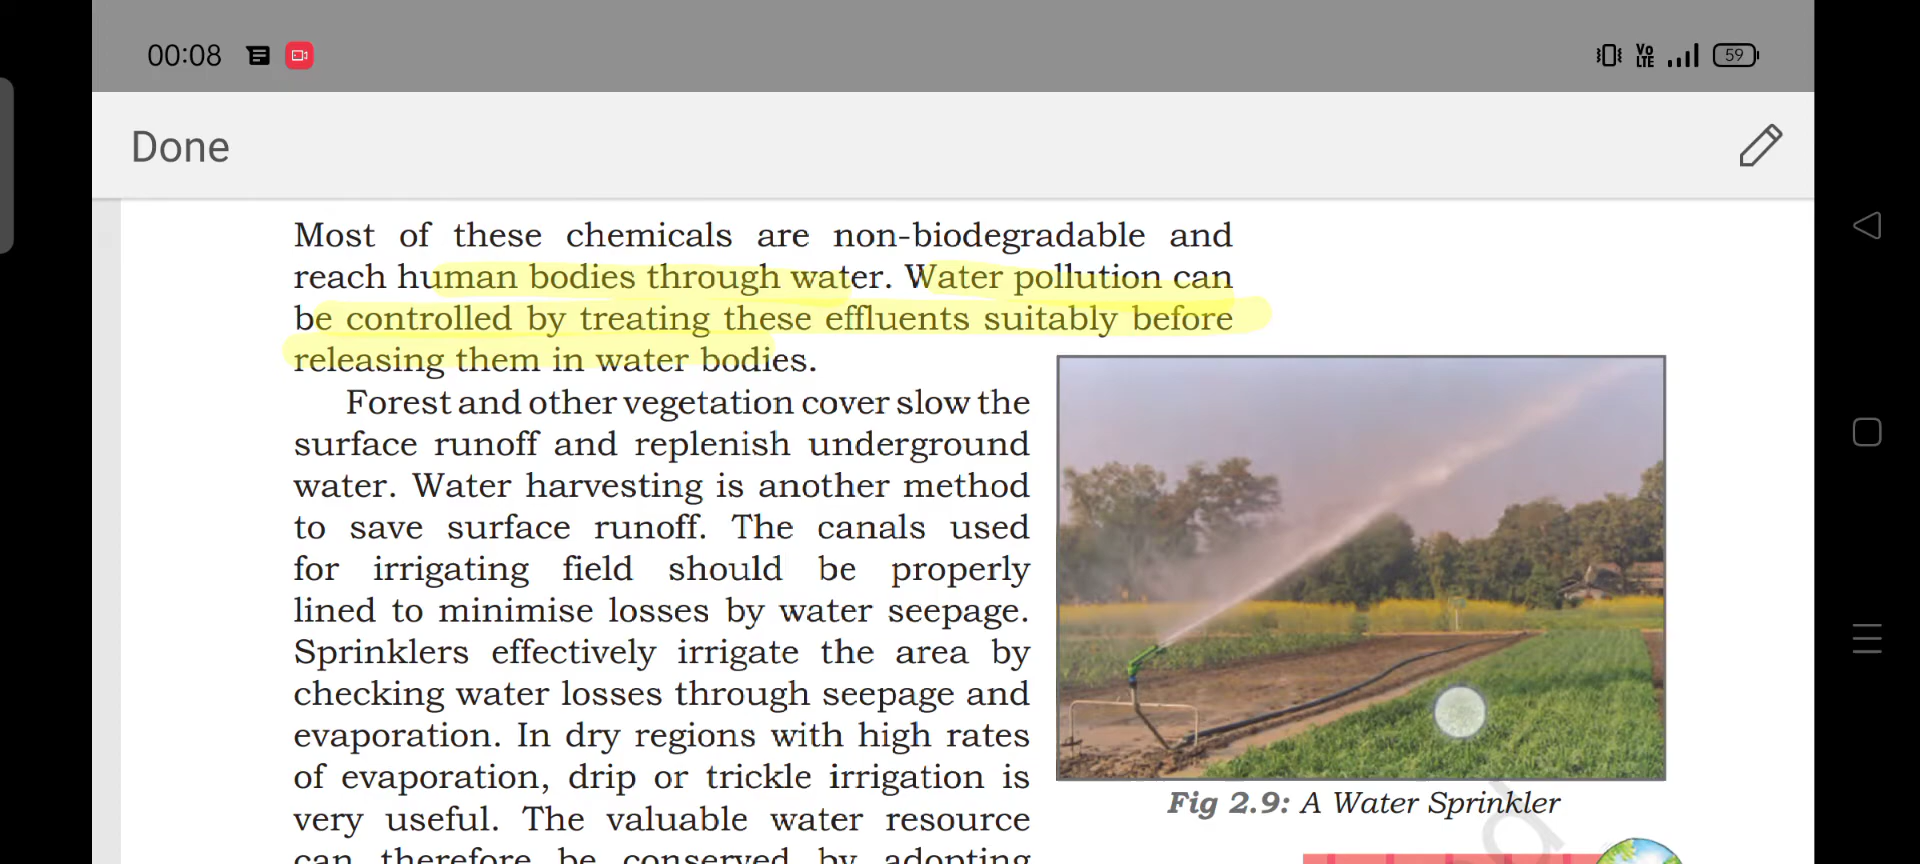 00:08
Vo
LTE
59
Done
Most of these chemicals are non-biodegradable and
reach human bodies through water. Water pollution can
be controlled by treating these effluents suitably before
releasing them in water bodies.
Forest and other vegetation cover slow the
surface runoff and replenish underground
water. Water harvesting is another method
to save surface runoff. The canals used
for irrigating field should be properly
lined to minimise losses by water seepage.
Sprinklers effectively irrigate the area by
checking water losses through seepage and
evaporation. In dry regions with high rates
of evaporation, drip or trickle irrigation is
very useful. The valuable water resource
can therefore be conserved by adopting
Fig 2.9: A Water Sprinkler